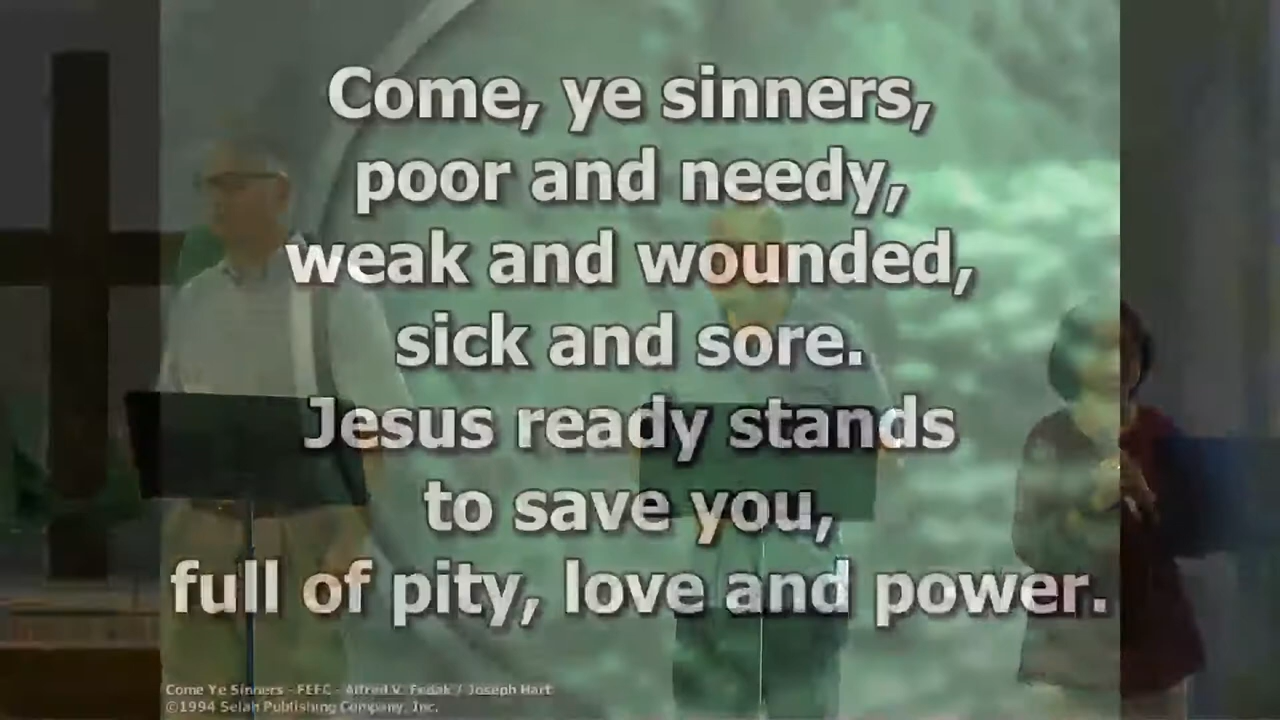 Come, ye sinners,
poor and needy,
weak and wounded,
sick and sore.
Jesus ready stands
to save you,
full of pity, love and power.
Come Ye Sinners - FEEC - Alfred V. Fedak / Joseph Hart
©1994 Selah Publishing Company, Inc.